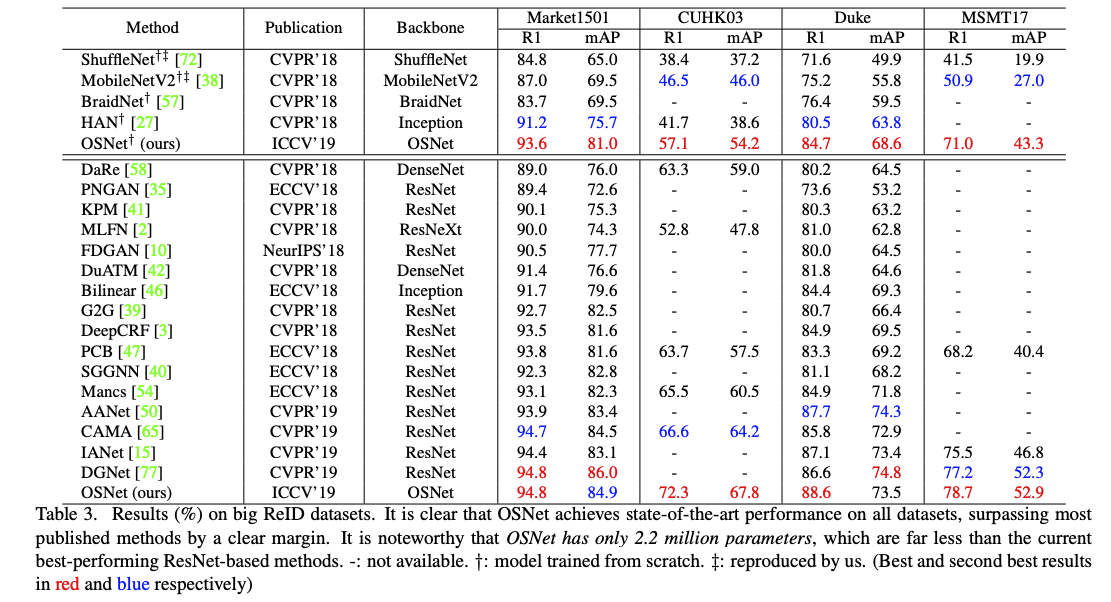 Method Publication Backbone Market1501 CUHK03 Duke MSMT17
R1 mAP R1 mAP R1 mAP R1 mAP
ShuffleNet†‡ [72] CVPR'18 ShuffleNet 84.8 65.0 38.4 37.2 71.6 49.9 41.5 19.9
MobileNetV2†‡ [38] CVPR'18 MobileNetV2 87.0 69.5 46.5 46.0 75.2 55.8 50.9 27.0
BraidNet† [57] CVPR'18 BraidNet 83.7 69.5 - - 76.4 59.5 - -
HAN† [27] CVPR'18 Inception 91.2 75.7 41.7 38.6 80.5 63.8 - -
OSNet† (ours) ICCV'19 OSNet 93.6 81.0 57.1 54.2 84.7 68.6 71.0 43.3
DaRe [58] CVPR'18 DenseNet 89.0 76.0 63.3 59.0 80.2 64.5 - -
PNGAN [35] ECCV'18 ResNet 89.4 72.6 - - 73.6 53.2 - -
KPM [41] CVPR'18 ResNet 90.1 75.3 - - 80.3 63.2 - -
MLFN [2] CVPR'18 ResNeXt 90.0 74.3 52.8 47.8 81.0 62.8 - -
FDGAN [10] NeurIPS'18 ResNet 90.5 77.7 - - 80.0 64.5 - -
DuATM [42] CVPR'18 DenseNet 91.4 76.6 - - 81.8 64.6 - -
Bilinear [46] ECCV'18 Inception 91.7 79.6 - - 84.4 69.3 - -
G2G [39] CVPR'18 ResNet 92.7 82.5 - - 80.7 66.4 - -
DeepCRF [3] CVPR'18 ResNet 93.5 81.6 - - 84.9 69.5 - -
PCB [47] ECCV'18 ResNet 93.8 81.6 63.7 57.5 83.3 69.2 68.2 40.4
SGGNN [40] ECCV'18 ResNet 92.3 82.8 - - 81.1 68.2 - -
Mancs [54] ECCV'18 ResNet 93.1 82.3 65.5 60.5 84.9 71.8 - -
AANet [50] CVPR'19 ResNet 93.9 83.4 - - 87.7 74.3 - -
CAMA [65] CVPR'19 ResNet 94.7 84.5 66.6 64.2 85.8 72.9 - -
IANet [15] CVPR'19 ResNet 94.4 83.1 - - 87.1 73.4 75.5 46.8
DGNet [77] CVPR'19 ResNet 94.8 86.0 - - 86.6 74.8 77.2 52.3
OSNet (ours) ICCV'19 OSNet 94.8 84.9 72.3 67.8 88.6 73.5 78.7 52.9
Table 3. Results (%) on big ReID datasets. It is clear that OSNet achieves state-of-the-art performance on all datasets, surpassing most
published methods by a clear margin. It is noteworthy that OSNet has only 2.2 million parameters, which are far less than the current
best-performing ResNet-based methods. -: not available. †: model trained from scratch. ‡: reproduced by us. (Best and second best results
in red and blue respectively)